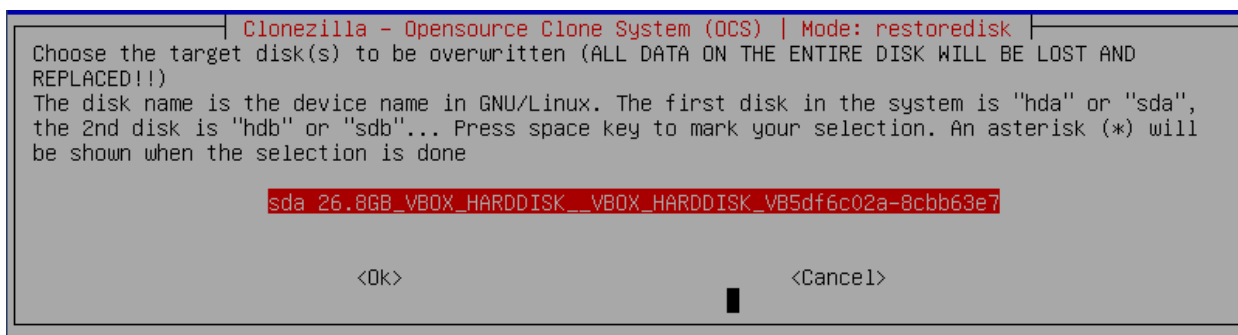 Clonezilla - Opensource Clone System (OCS) | Mode: restoredisk
Choose the target disk(s) to be overwritten (ALL DATA ON THE ENTIRE DISK WILL BE LOST AND
REPLACED!!)
The disk name is the device name in GNU/Linux. The first disk in the system is "hda" or "sda",
the 2nd disk is "hdb" or "sdb"... Press space key to mark your selection. An asterisk (*) will
be shown when the selection is done
sda 26.8GB_VBOX_HARDDISK__VBOX_HARDDISK_VB5df6c02a-8cbb63e7
<Ok> <Cancel>